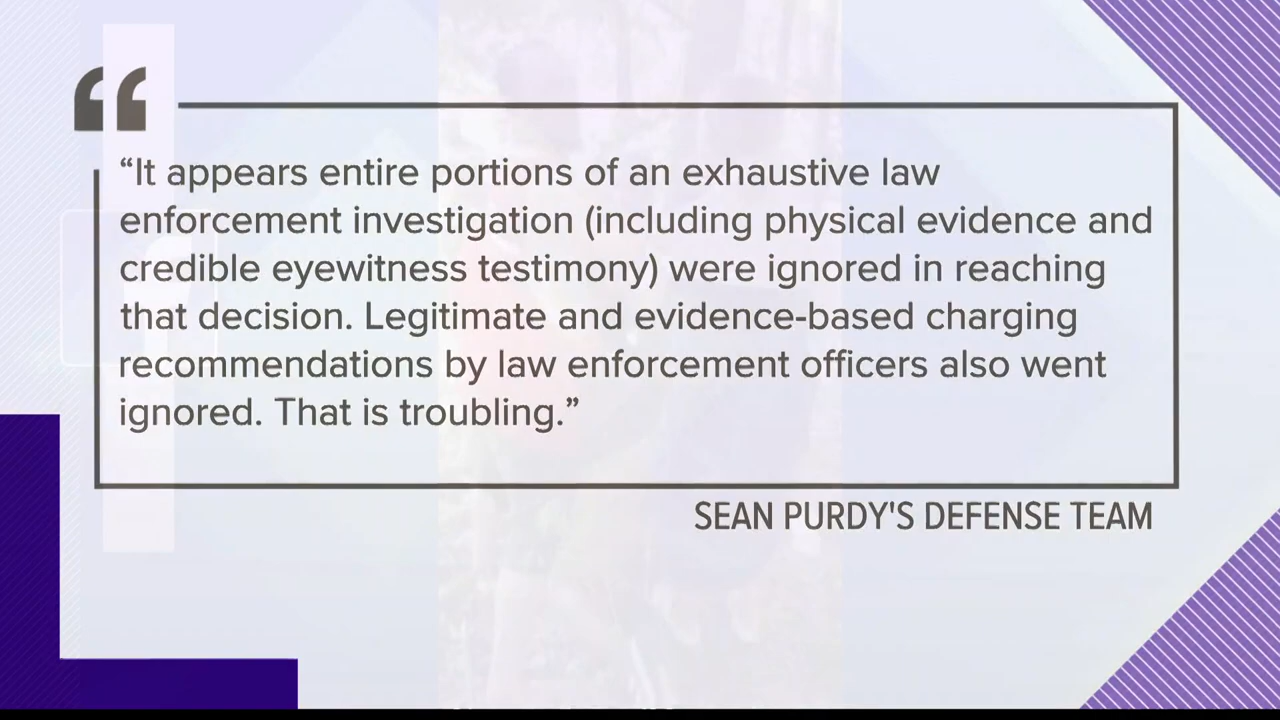 “It appears entire portions of an exhaustive law
enforcement investigation (including physical evidence and
credible eyewitness testimony) were ignored in reaching
that decision. Legitimate and evidence-based charging
recommendations by law enforcement officers also went
ignored. That is troubling.”
SEAN PURDY'S DEFENSE TEAM